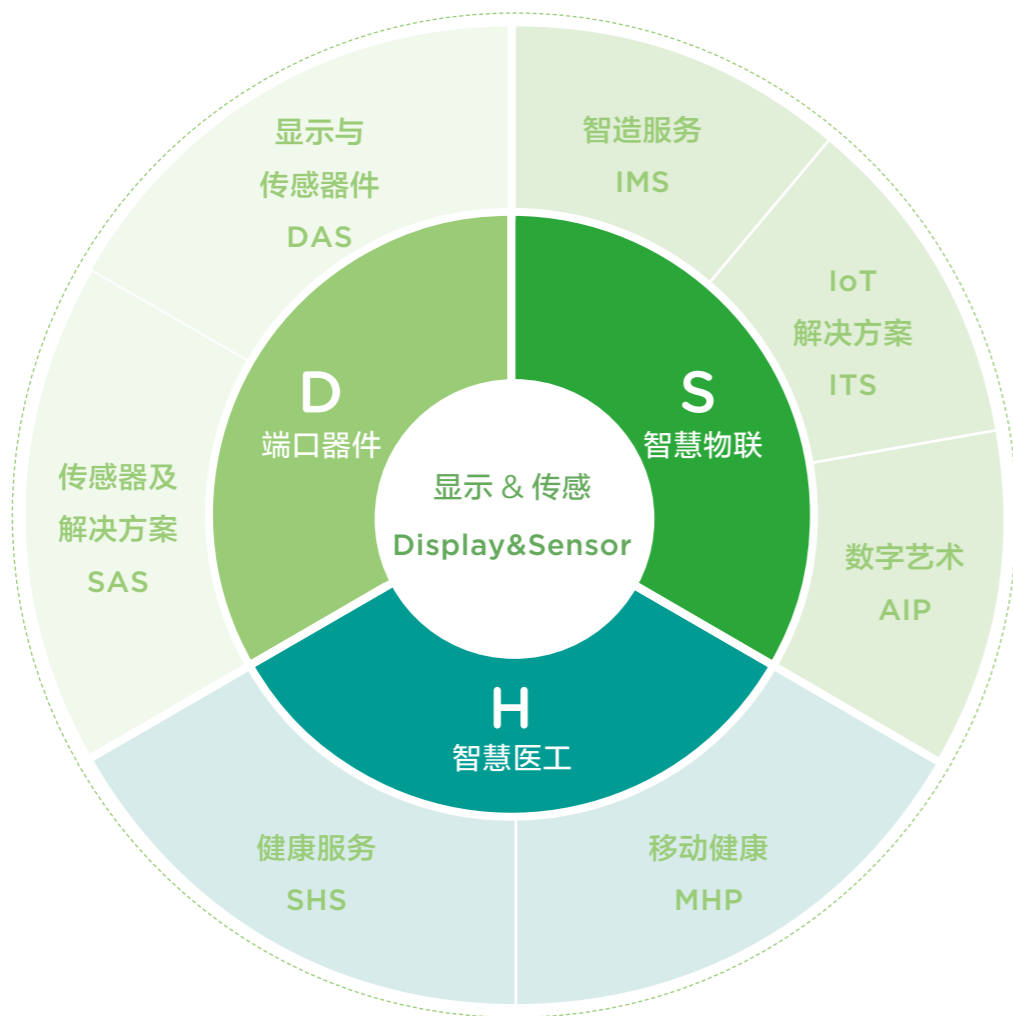 显示与
传感器件
DAS
智造服务
IMS
IoT
解决方案
ITS
D
端口器件
S
智慧物联
传感器及
解决方案
SAS
显示 & 传感
Display&Sensor
数字艺术
AIP
H
智慧医工
健康服务
SHS
移动健康
MHP